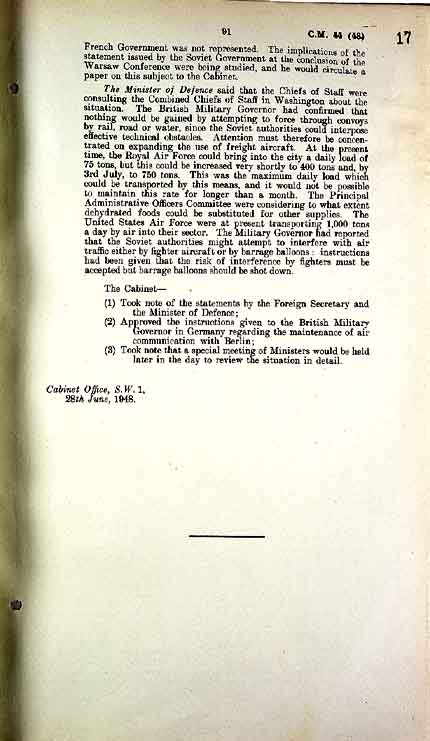 91
C.M. 44 (48)
17
French Government was not represented. The implications of the
statement issued by the Soviet Government at the conclusion of the
Warsaw Conference were being studied, and he would circulate a
paper on this subject to the Cabinet.
The Minister of Defence said that the Chiefs of Staff were
consulting the Combined Chiefs of Staff in Washington about the
situation. The British Military Governor had confirmed that
nothing would be gained by attempting to force through convoys
by rail, road or water, since the Soviet authorities could interpose
effective technical obstacles. Attention must therefore be concen-
trated on expanding the use of freight aircraft. At the present
time, the Royal Air Force could bring into the city a daily load of
75 tons, but this could be increased very shortly to 400 tons and, by
3rd July, to 750 tons. This was the maximum daily load which
could be transported by this means, and it would not be possible
to maintain this rate for longer than a month. The Principal
Administrative Officers Committee were considering to what extent
dehydrated foods could be substituted for other supplies. The
United States Air Force were at present transporting 1,000 tons
a day by air into their sector. The Military Governor had reported
that the Soviet authorities might attempt to interfere with air
traffic either by fighter aircraft or by barrage balloons: instructions
had been given that the risk of interference by fighters must be
accepted but barrage balloons should be shot down.
The Cabinet—
(1) Took note of the statements by the Foreign Secretary and
the Minister of Defence;
(2) Approved the instructions given to the British Military
Governor in Germany regarding the maintenance of air
communication with Berlin;
(3) Took note that a special meeting of Ministers would be held
later in the day to review the situation in detail.
Cabinet Office, S.W. 1,
28th June, 1948.